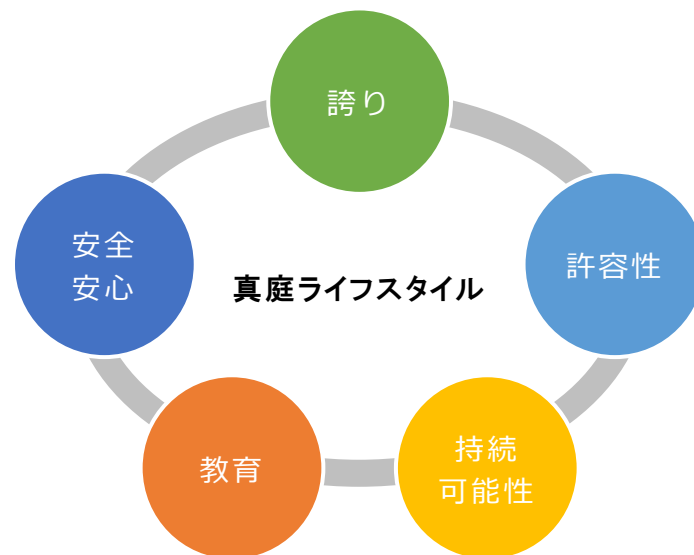 誇り
安全
安心
真庭ライフスタイル
許容性
教育
持続
可能性